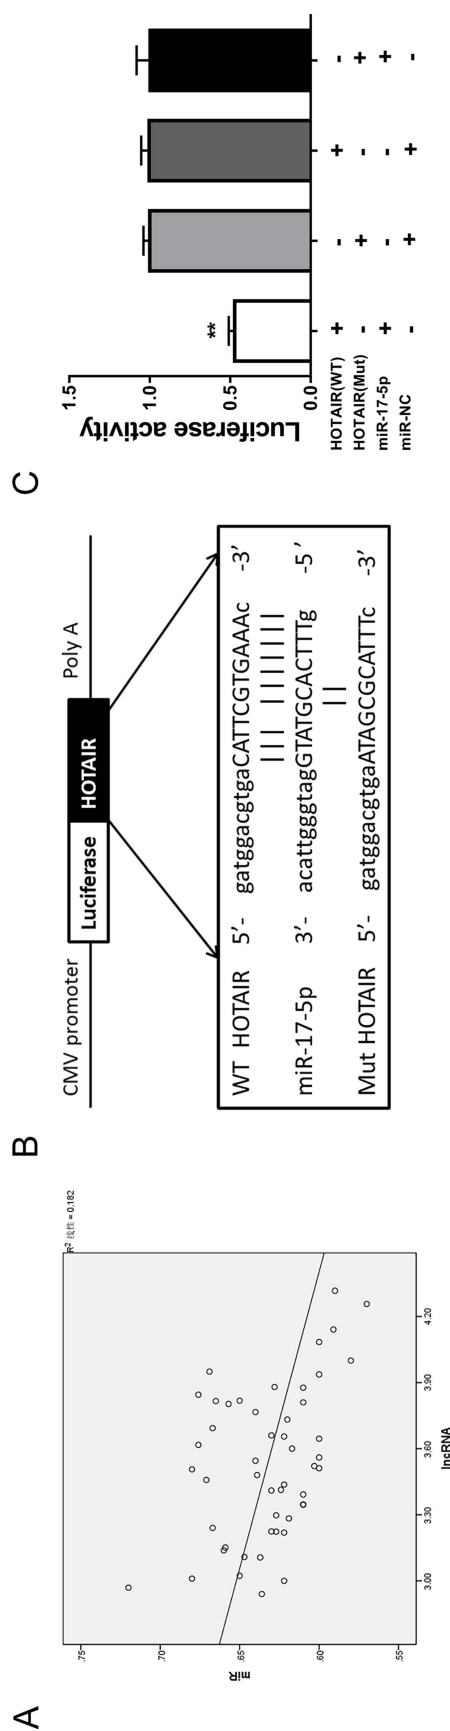 A
R² 线性 = 0.182
miR
.75
.70
.65
.60
.55
3.00
3.30
3.60
3.90
4.20
lncRNA
B
CMV promoter
Luciferase
HOTAIR
Poly A
WT HOTAIR 5'- gatggacgtgaCATTCGTGAAAc -3'
miR-17-5p 3'- acattgggtagGTATGCACTTTg -5'
Mut HOTAIR 5'- gatggacgtgaATAGCGCATTTc -3'
C
Luciferase activity
1.5
1.0
0.5
0.0
**
HOTAIR(WT) + - + -
HOTAIR(Mut) - + - +
miR-17-5p + - - +
miR-NC - + + -